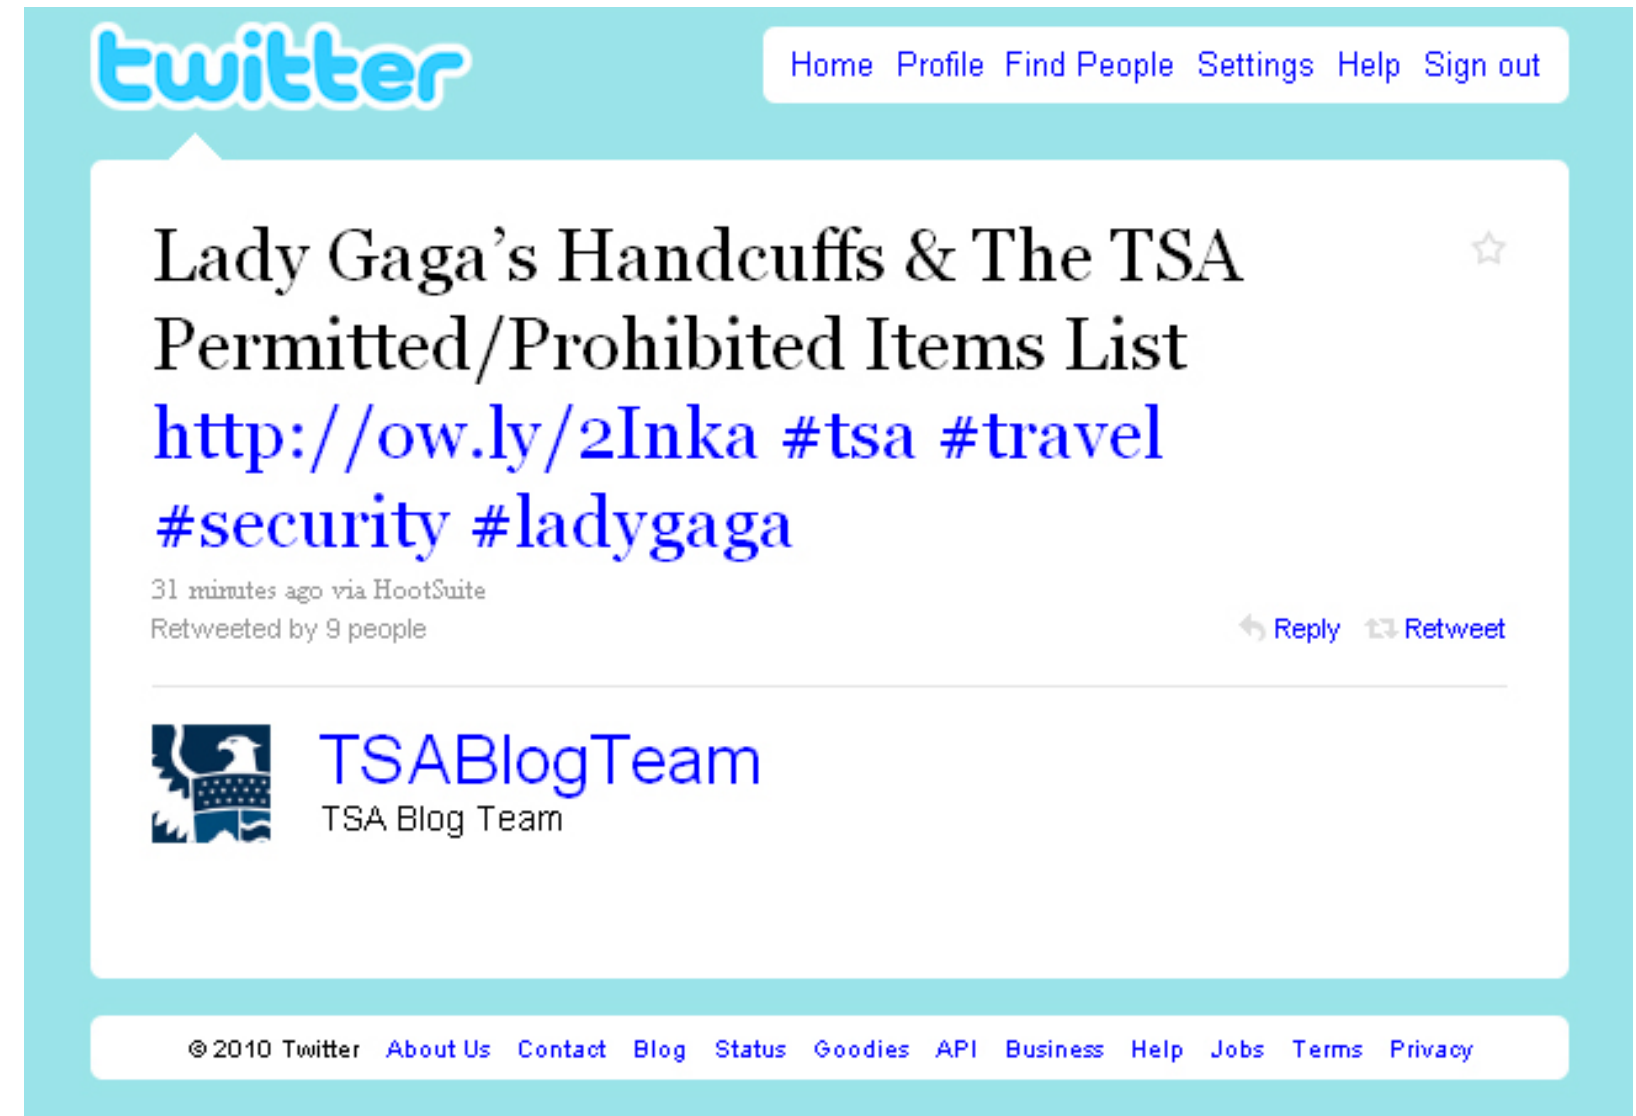 twitter
Home Profile Find People Settings Help Sign out
Lady Gaga’s Handcuffs & The TSA
Permitted/Prohibited Items List
http://ow.ly/2Inka #tsa #travel
#security #ladygaga
31 minutes ago via HootSuite
Retweeted by 9 people
Reply Retweet
TSABlogTeam
TSA Blog Team
© 2010 Twitter About Us Contact Blog Status Goodies API Business Help Jobs Terms Privacy